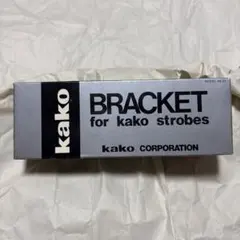 kako
BRACKET
for kako strobes
kako CORPORATION